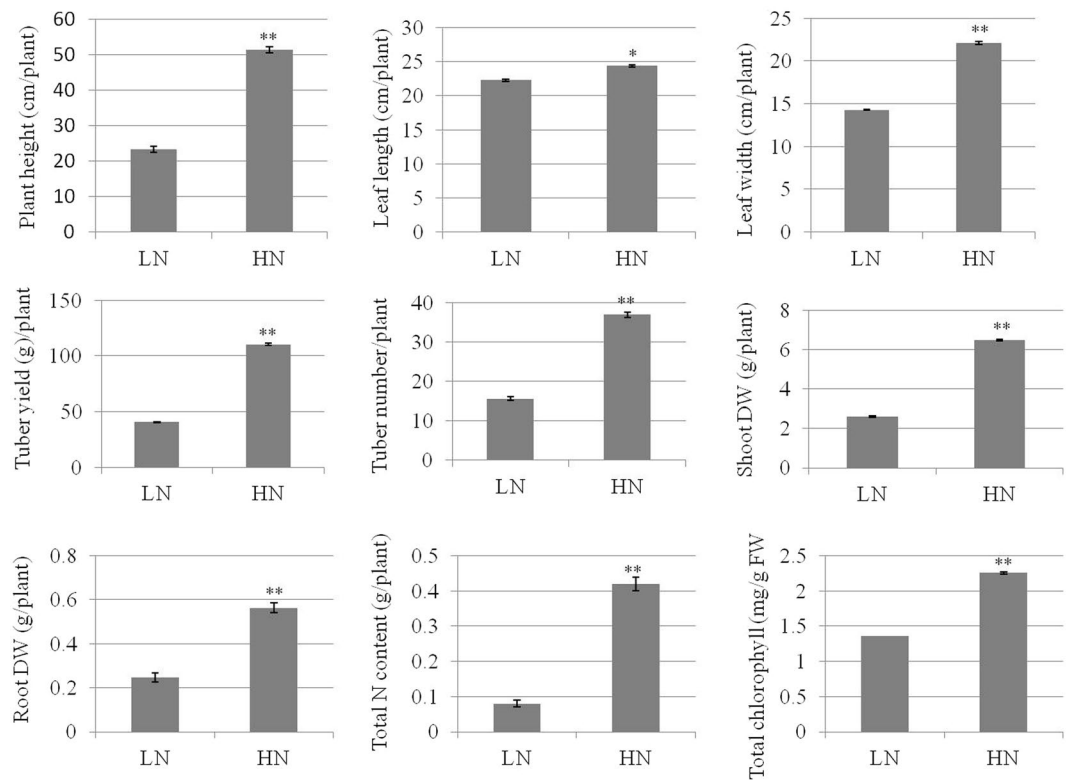 Plant height (cm/plant)
60
50
40
30
20
10
0
**
LN
HN
Leaf length (cm/plant)
30
25
20
15
10
5
0
*
LN
HN
Leaf width (cm/plant)
25
20
15
10
5
0
**
LN
HN
Tuber yield (g)/plant
150
100
50
0
**
LN
HN
Tuber number/plant
40
30
20
10
0
**
LN
HN
Shoot DW (g/plant)
8
6
4
2
0
**
LN
HN
Root DW (g/plant)
0.8
0.6
0.4
0.2
0
**
LN
HN
Total N content (g/plant)
0.5
0.4
0.3
0.2
0.1
0
**
LN
HN
Total chlorophyll (mg/g FW
2.5
2
1.5
1
0.5
0
**
LN
HN